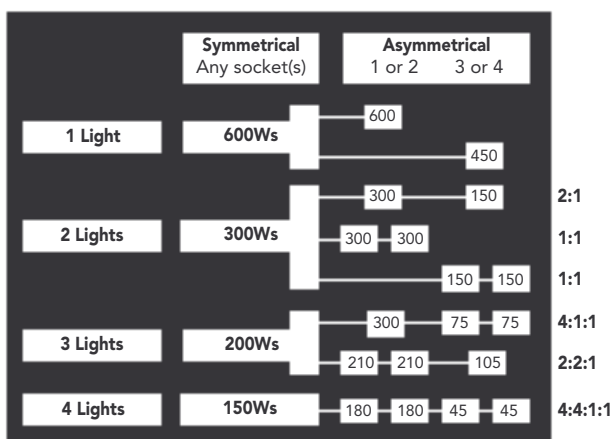 Symmetrical Asymmetrical
Any socket(s) 1 or 2 3 or 4
600
1 Light 600Ws
450
300 150 2:1
2 Lights 300Ws 300 300 1:1
150 150 1:1
300 75 75 4:1:1
3 Lights 200Ws
210 210 105 2:2:1
4 Lights 150Ws 180 180 45 45 4:4:1:1